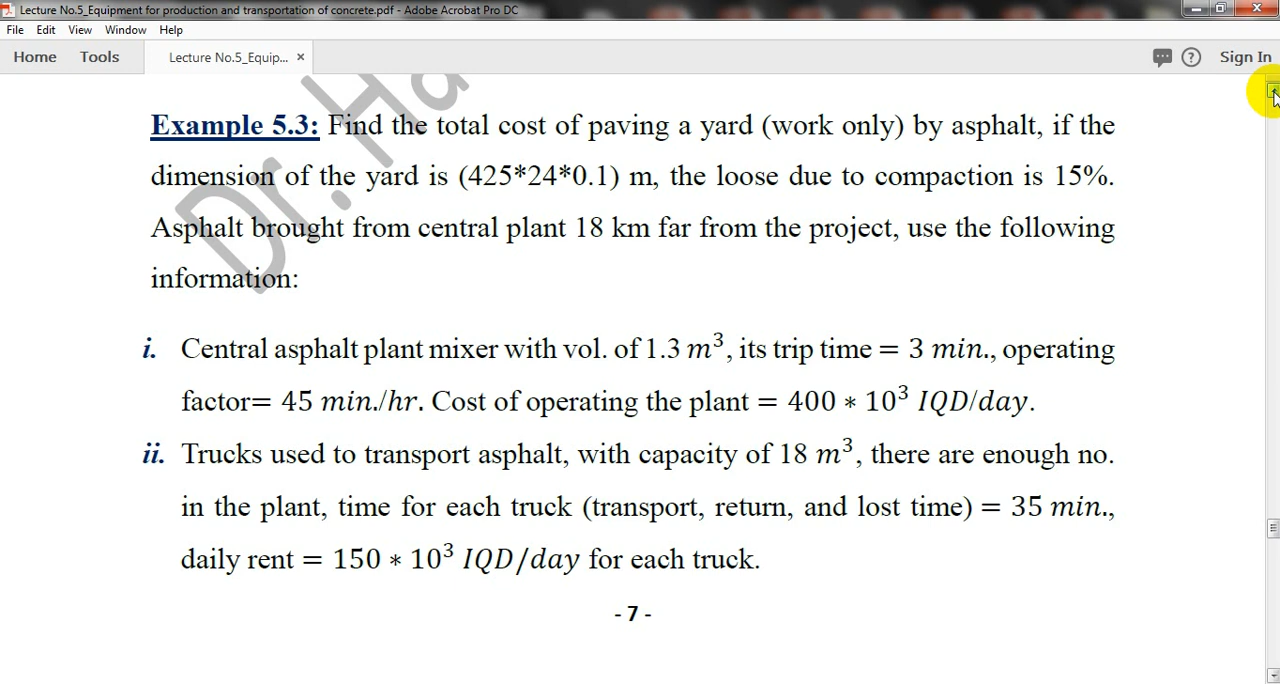 Lecture No.5_Equipment for production and transportation of concrete.pdf - Adobe Acrobat Pro DC
File Edit View Window Help
Home Tools Lecture No.5_Equip... × ? Sign In
Dr.Ha
Example 5.3: Find the total cost of paving a yard (work only) by asphalt, if the
dimension of the yard is (425*24*0.1) m, the loose due to compaction is 15%.
Asphalt brought from central plant 18 km far from the project, use the following
information:
i. Central asphalt plant mixer with vol. of 1.3 m³, its trip time = 3 min., operating
factor= 45 min./hr. Cost of operating the plant = 400 * 10³ IQD/day.
ii. Trucks used to transport asphalt, with capacity of 18 m³, there are enough no.
in the plant, time for each truck (transport, return, and lost time) = 35 min.,
daily rent = 150 * 10³ IQD/day for each truck.
- 7 -